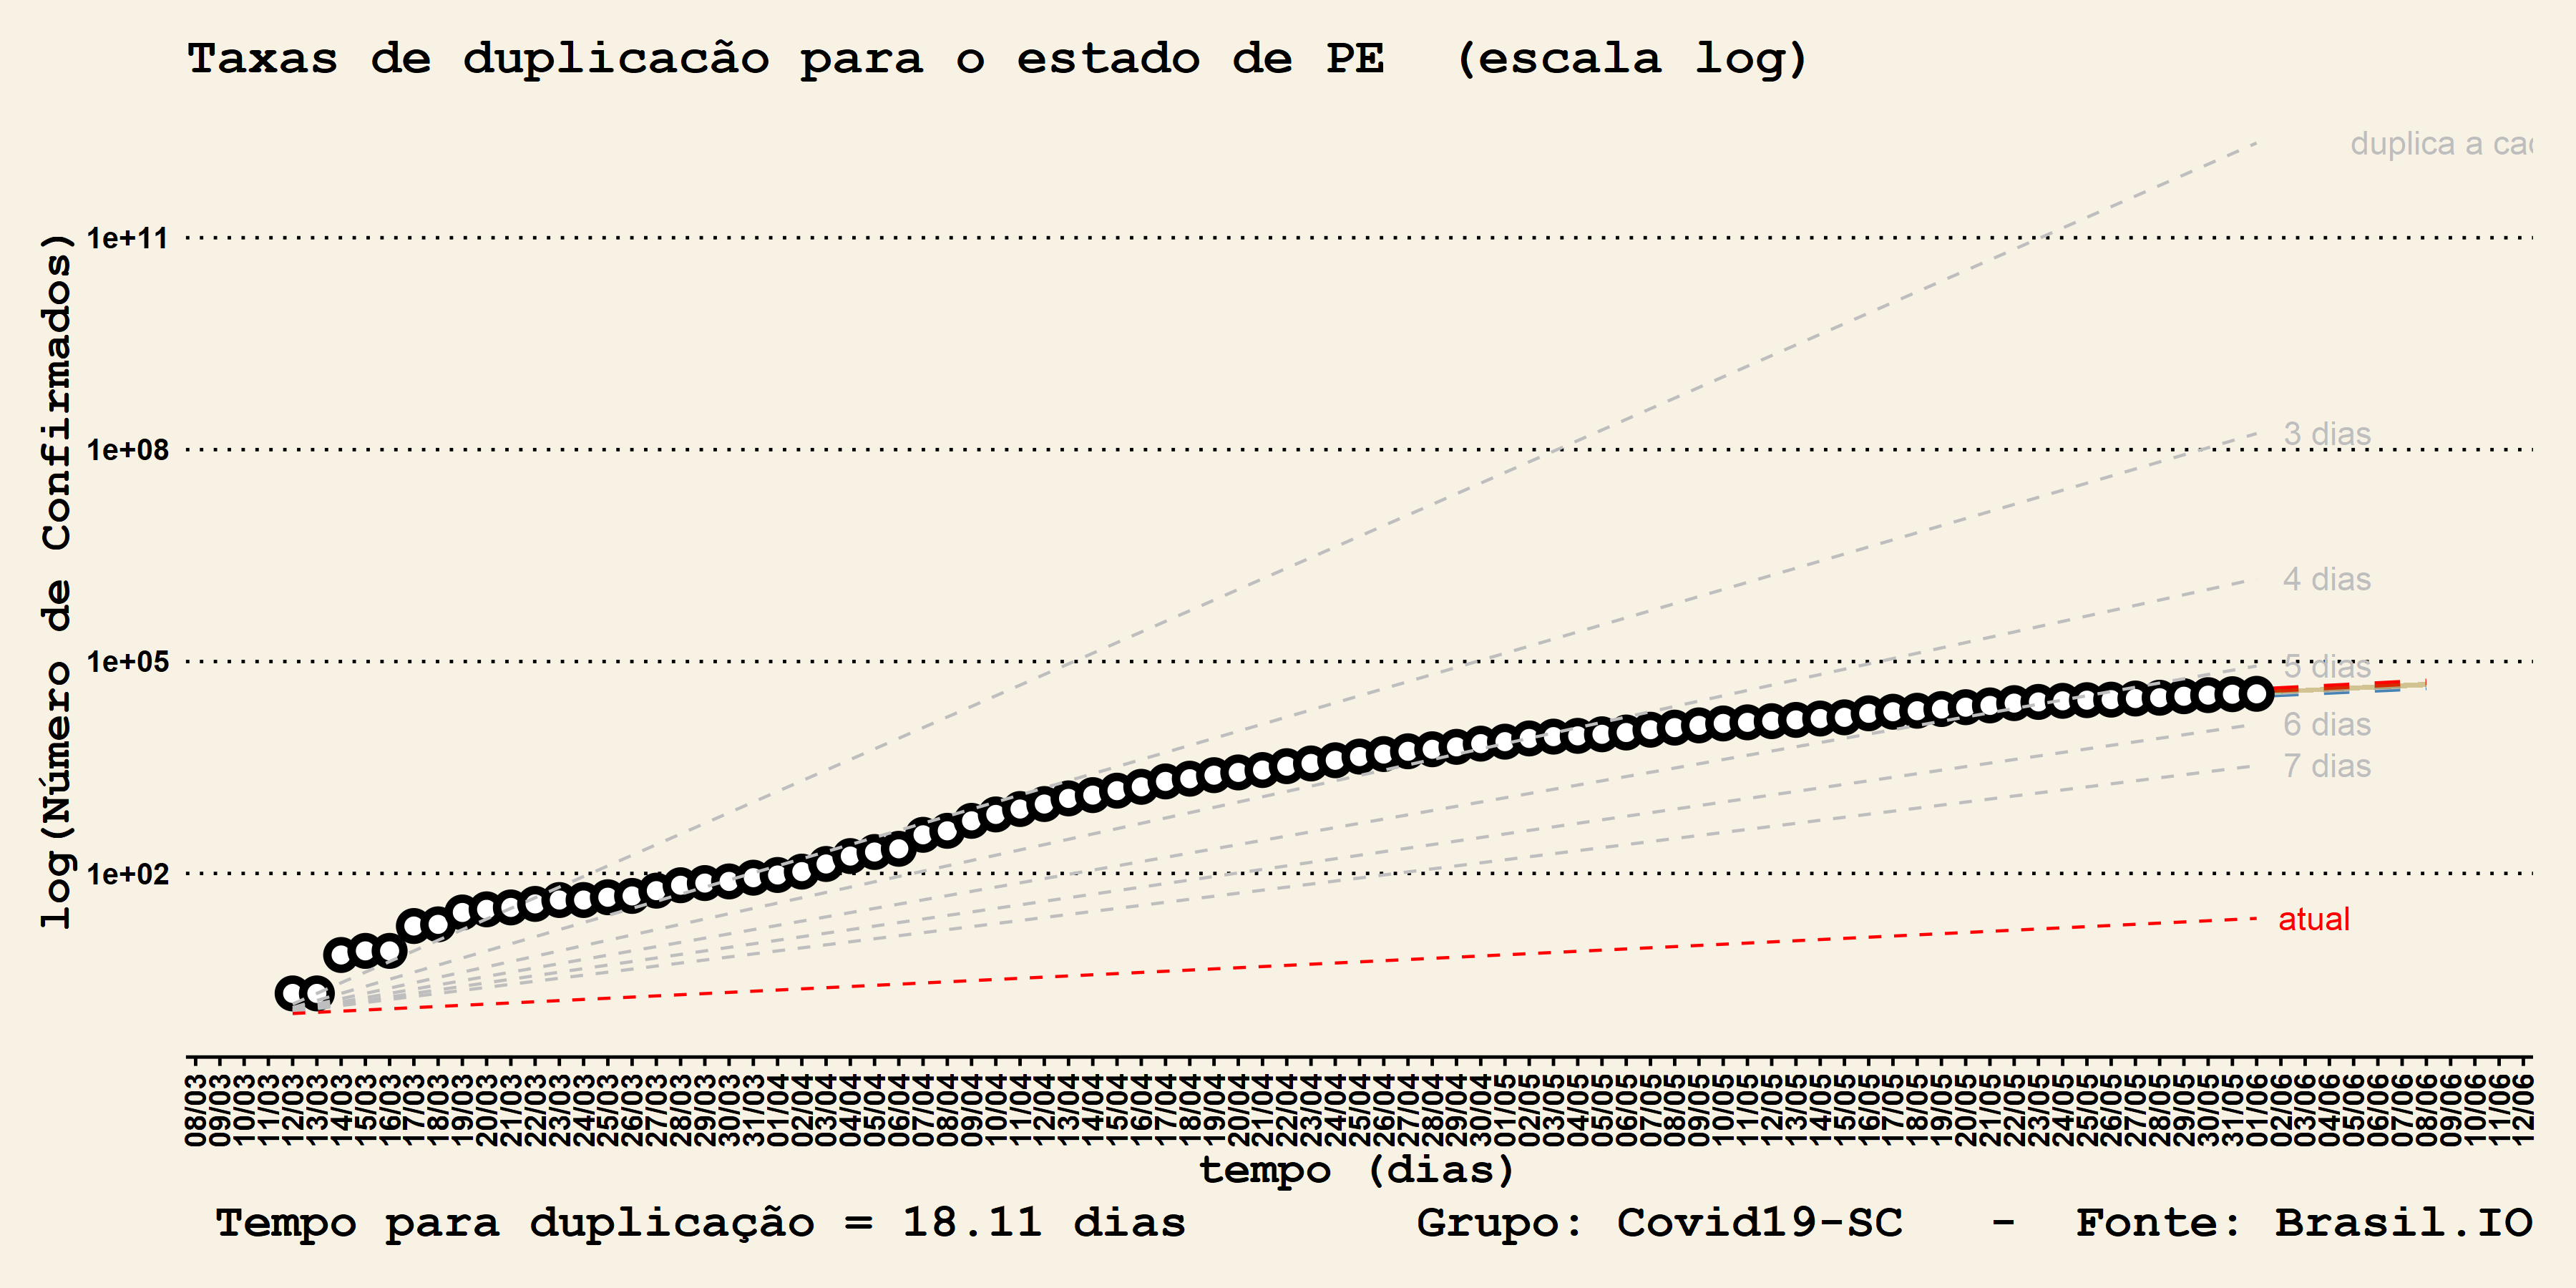 Taxas de duplicacão para o estado de PE  (escala log)
duplica a cac
1e+11
1e+08
3 dias
4 dias
1e+05
5 dias
6 dias
7 dias
1e+02
atual
log(Número de Confirmados)
08/03 09/03 10/03 11/03 12/03 13/03 14/03 15/03 16/03 17/03 18/03 19/03 20/03 21/03 22/03 23/03 24/03 25/03 26/03 27/03 28/03 29/03 30/03 31/03 01/04 02/04 03/04 04/04 05/04 06/04 07/04 08/04 09/04 10/04 11/04 12/04 13/04 14/04 15/04 16/04 17/04 18/04 19/04 20/04 21/04 22/04 23/04 24/04 25/04 26/04 27/04 28/04 29/04 30/04 01/05 02/05 03/05 04/05 05/05 06/05 07/05 08/05 09/05 10/05 11/05 12/05 13/05 14/05 15/05 16/05 17/05 18/05 19/05 20/05 21/05 22/05 23/05 24/05 25/05 26/05 27/05 28/05 29/05 30/05 31/05 01/06 02/06 03/06 04/06 05/06 06/06 07/06 08/06 09/06 10/06 11/06 12/06
tempo (dias)
Tempo para duplicação = 18.11 dias
Grupo: Covid19-SC - Fonte: Brasil.IO